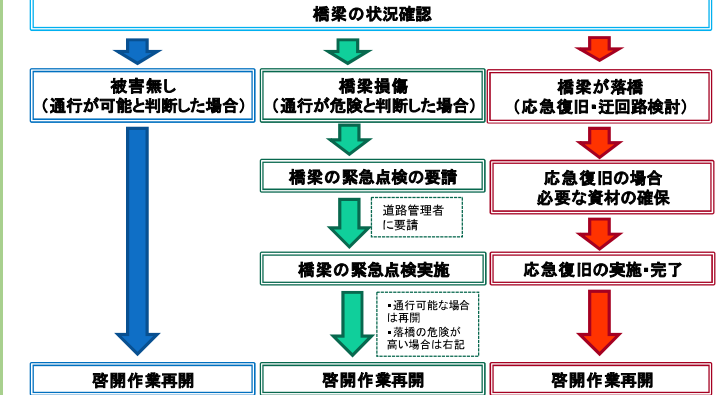 橋梁の状況確認
被害無し
（通行が可能と判断した場合）
橋梁損傷
（通行が危険と判断した場合）
橋梁が落橋
（応急復旧・迂回路検討）
橋梁の緊急点検の要請
応急復旧の場合
必要な資材の確保
道路管理者
に要請
橋梁の緊急点検実施
応急復旧の実施・完了
・通行可能な場合
は再開
・落橋の危険が
高い場合は右記
啓開作業再開
啓開作業再開
啓開作業再開